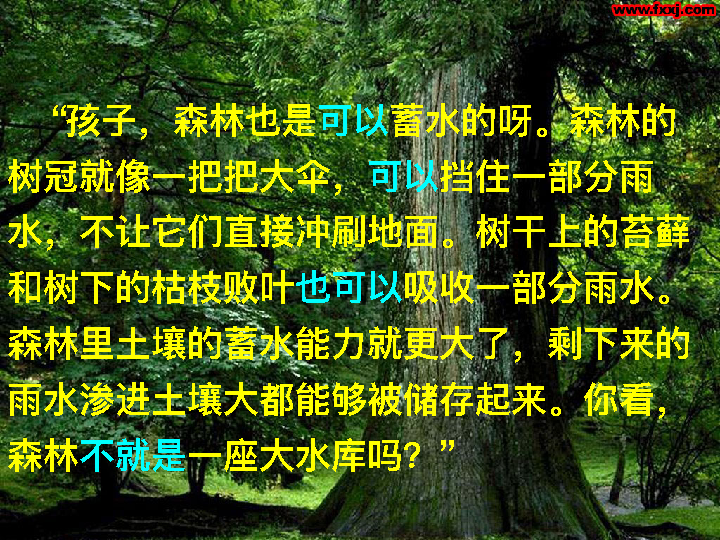 www.fxxj.com
“孩子，森林也是可以蓄水的呀。森林的
树冠就像一把把大伞，可以挡住一部分雨
水，不让它们直接冲刷地面。树干上的苔藓
和树下的枯枝败叶也可以吸收一部分雨水。
森林里土壤的蓄水能力就更大了，剩下来的
雨水渗进土壤大都能够被储存起来。你看，
森林不就是一座大水库吗？”